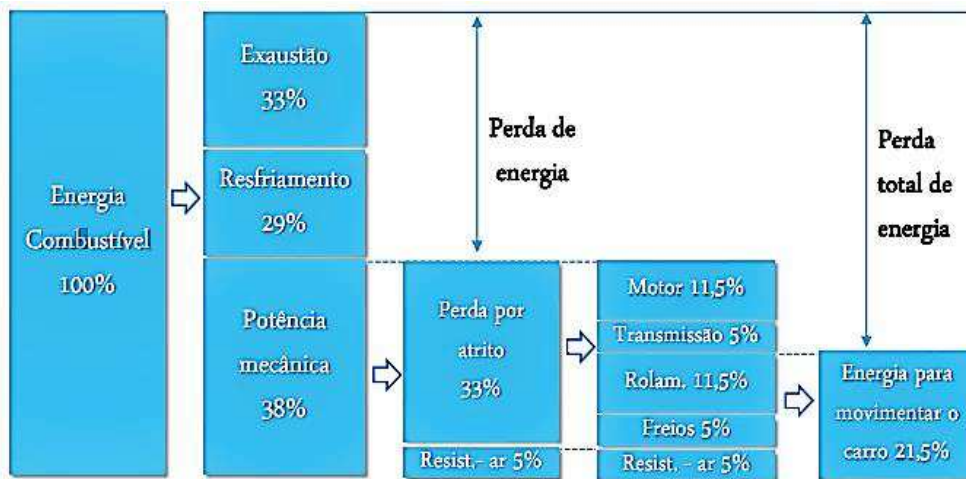 Energia
Combustível
100%
Exaustão
33%
Resfriamento
29%
Potência
mecânica
38%
Perda de
energia
Perda por
atrito
33%
Resist.- ar 5%
Motor 11,5%
Transmissão 5%
Rolam. 11,5%
Freios 5%
Resist. - ar 5%
Perda
total de
energia
Energia para
movimentar o
carro 21,5%